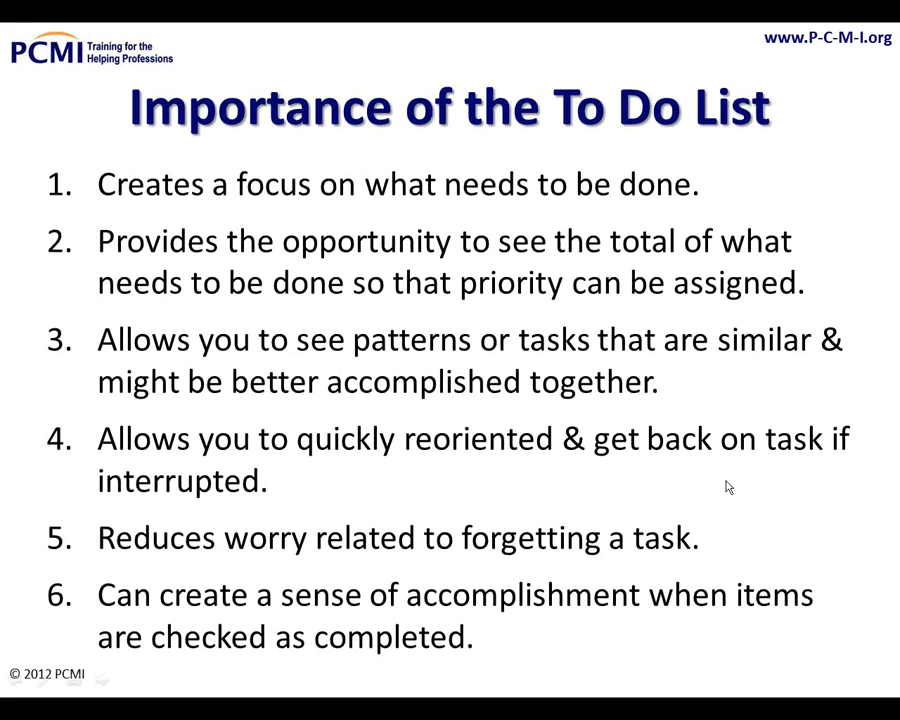 PCMI Training for the
Helping Professions
www.P-C-M-I.org
Importance of the To Do List
1. Creates a focus on what needs to be done.
2. Provides the opportunity to see the total of what
needs to be done so that priority can be assigned.
3. Allows you to see patterns or tasks that are similar &
might be better accomplished together.
4. Allows you to quickly reoriented & get back on task if
interrupted.
5. Reduces worry related to forgetting a task.
6. Can create a sense of accomplishment when items
are checked as completed.
© 2012 PCMI